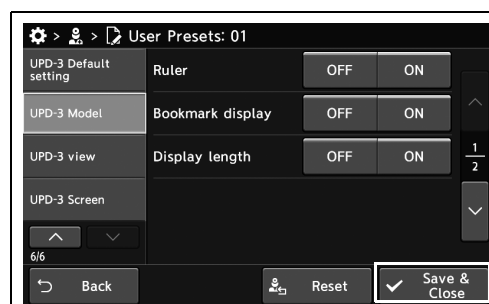 > > User Presets: 01
UPD-3 Default
setting
UPD-3 Model
UPD-3 view
UPD-3 Screen
6/6
Ruler OFF ON
Bookmark display OFF ON
Display length OFF ON
1
2
Back
Reset
Save &
Close